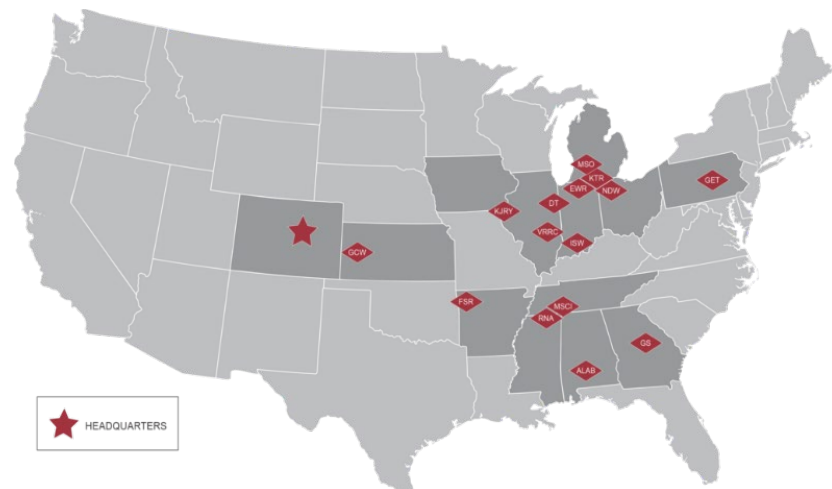 MSO
KTR
EWR
NDW
GET
DT
KJRY
VRRC
ISW
GCW
FSR
MSCI
RNA
GS
ALAB
HEADQUARTERS